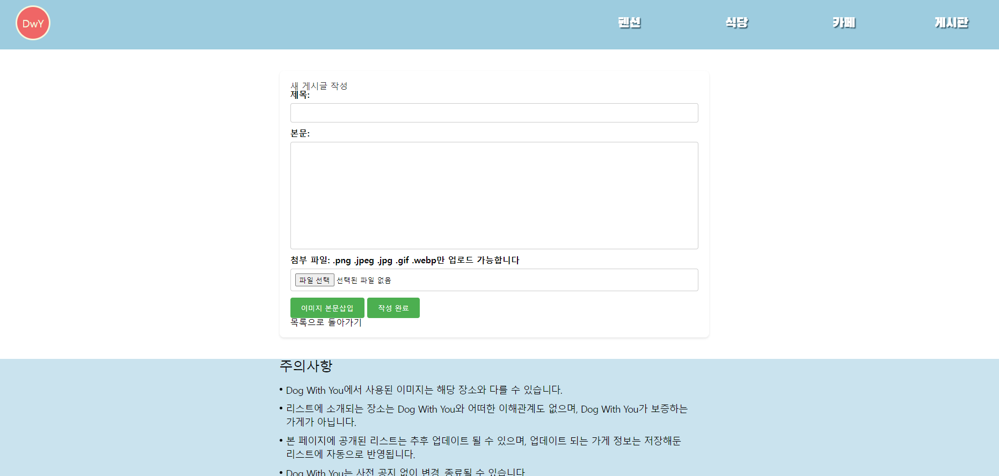 DwY
펜션 식당 카페 게시판
새 게시글 작성
제목:
본문:
첨부 파일: .png .jpeg .jpg .gif .webp만 업로드 가능합니다
파일 선택 선택된 파일 없음
이미지 본문삽입 작성 완료
목록으로 돌아가기
주의사항
• Dog With You에서 사용된 이미지는 해당 장소와 다를 수 있습니다.
• 리스트에 소개되는 장소는 Dog With You와 어떠한 이해관계도 없으며, Dog With You가 보증하는
가게가 아닙니다.
• 본 페이지에 공개된 리스트는 추후 업데이트 될 수 있으며, 업데이트 되는 가게 정보는 저장해둔
리스트에 자동으로 반영됩니다.
• Dog With You는 사전 공지 없이 변경, 종료될 수 있습니다